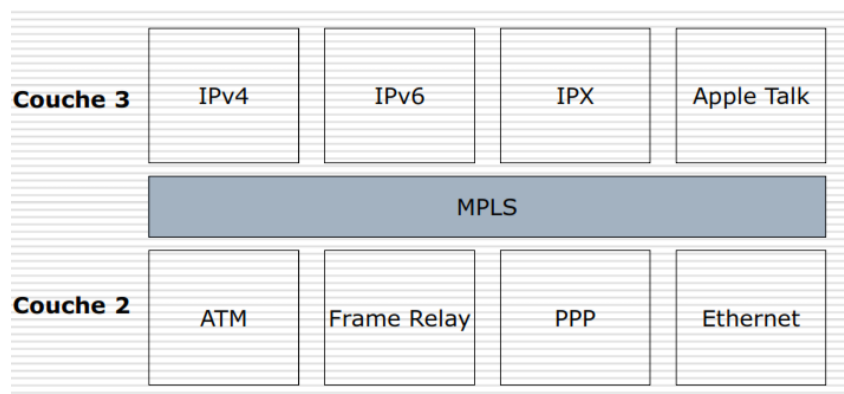 Couche 3 IPv4 IPv6 IPX Apple Talk
MPLS
Couche 2 ATM Frame Relay PPP Ethernet